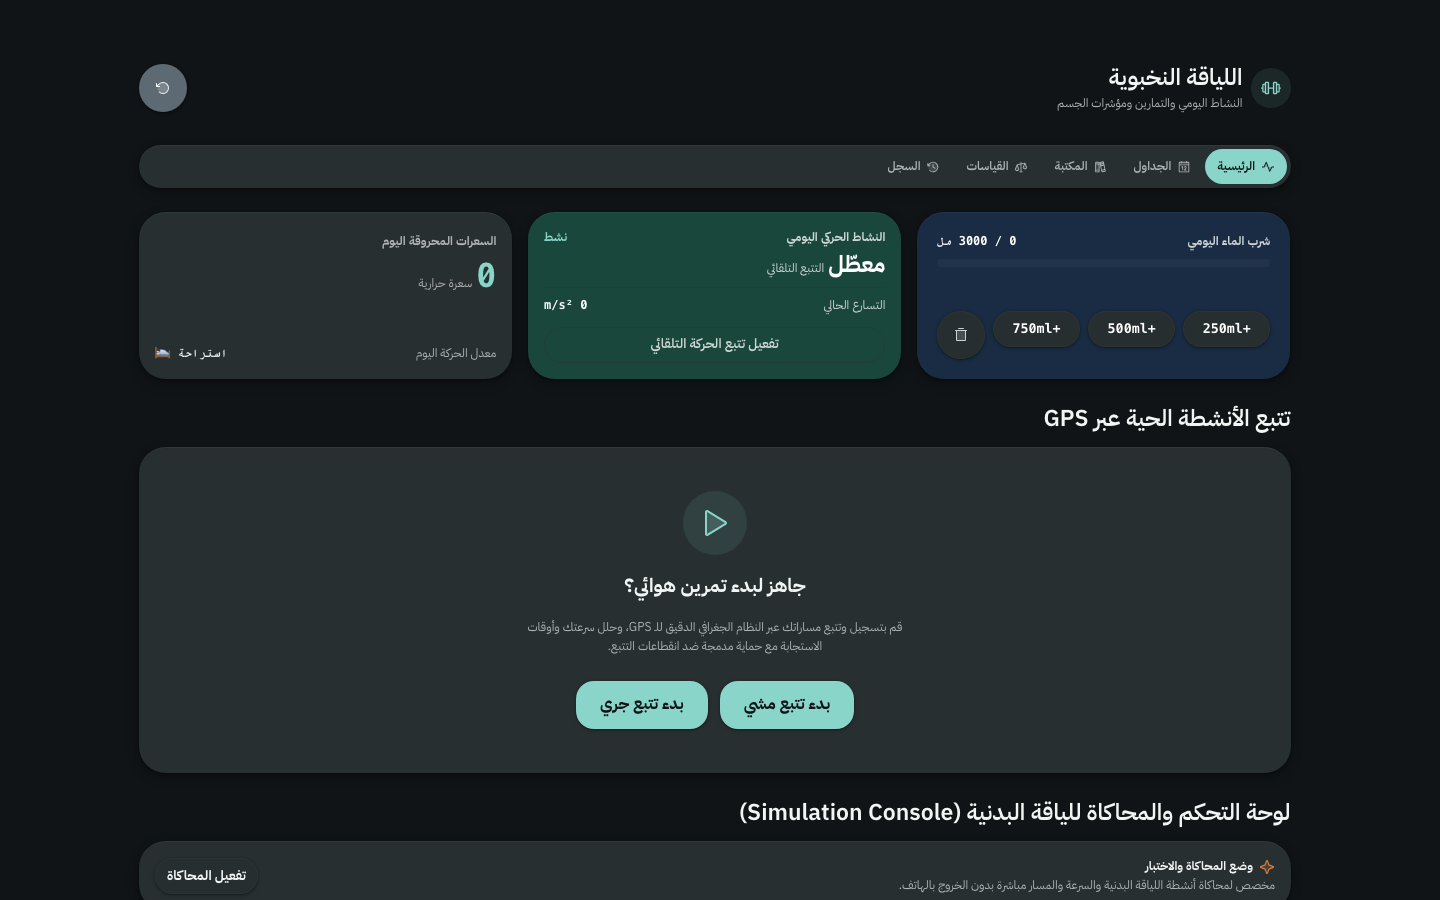 اللياقة النخبوية
النشاط اليومي والتمارين ومؤشرات الجسم
الرئيسية
الجداول
المكتبة
القياسات
السجل
شرب الماء اليومي
0 / 3000 مل
+250ml
+500ml
+750ml
النشاط الحركي اليومي
نشط
معطّل التتبع التلقائي
التسارع الحالي
0 m/s²
تفعيل تتبع الحركة التلقائي
السعرات المحروقة اليوم
0 سعرة حرارية
معدل الحركة اليوم
استراحة 🛌
تتبع الأنشطة الحية عبر GPS
جاهز لبدء تمرين هوائي؟
قم بتسجيل وتتبع مساراتك عبر النظام الجغرافي الدقيق للـ GPS، وحلل سرعتك وأوقات
الاستجابة مع حماية مدمجة ضد انقطاعات التتبع.
بدء تتبع مشي
بدء تتبع جري
لوحة التحكم والمحاكاة للياقة البدنية (Simulation Console)
وضع المحاكاة والاختبار
مخصص لمحاكاة أنشطة اللياقة البدنية والسرعة والمسار مباشرة بدون الخروج بالهاتف.
تفعيل المحاكاة